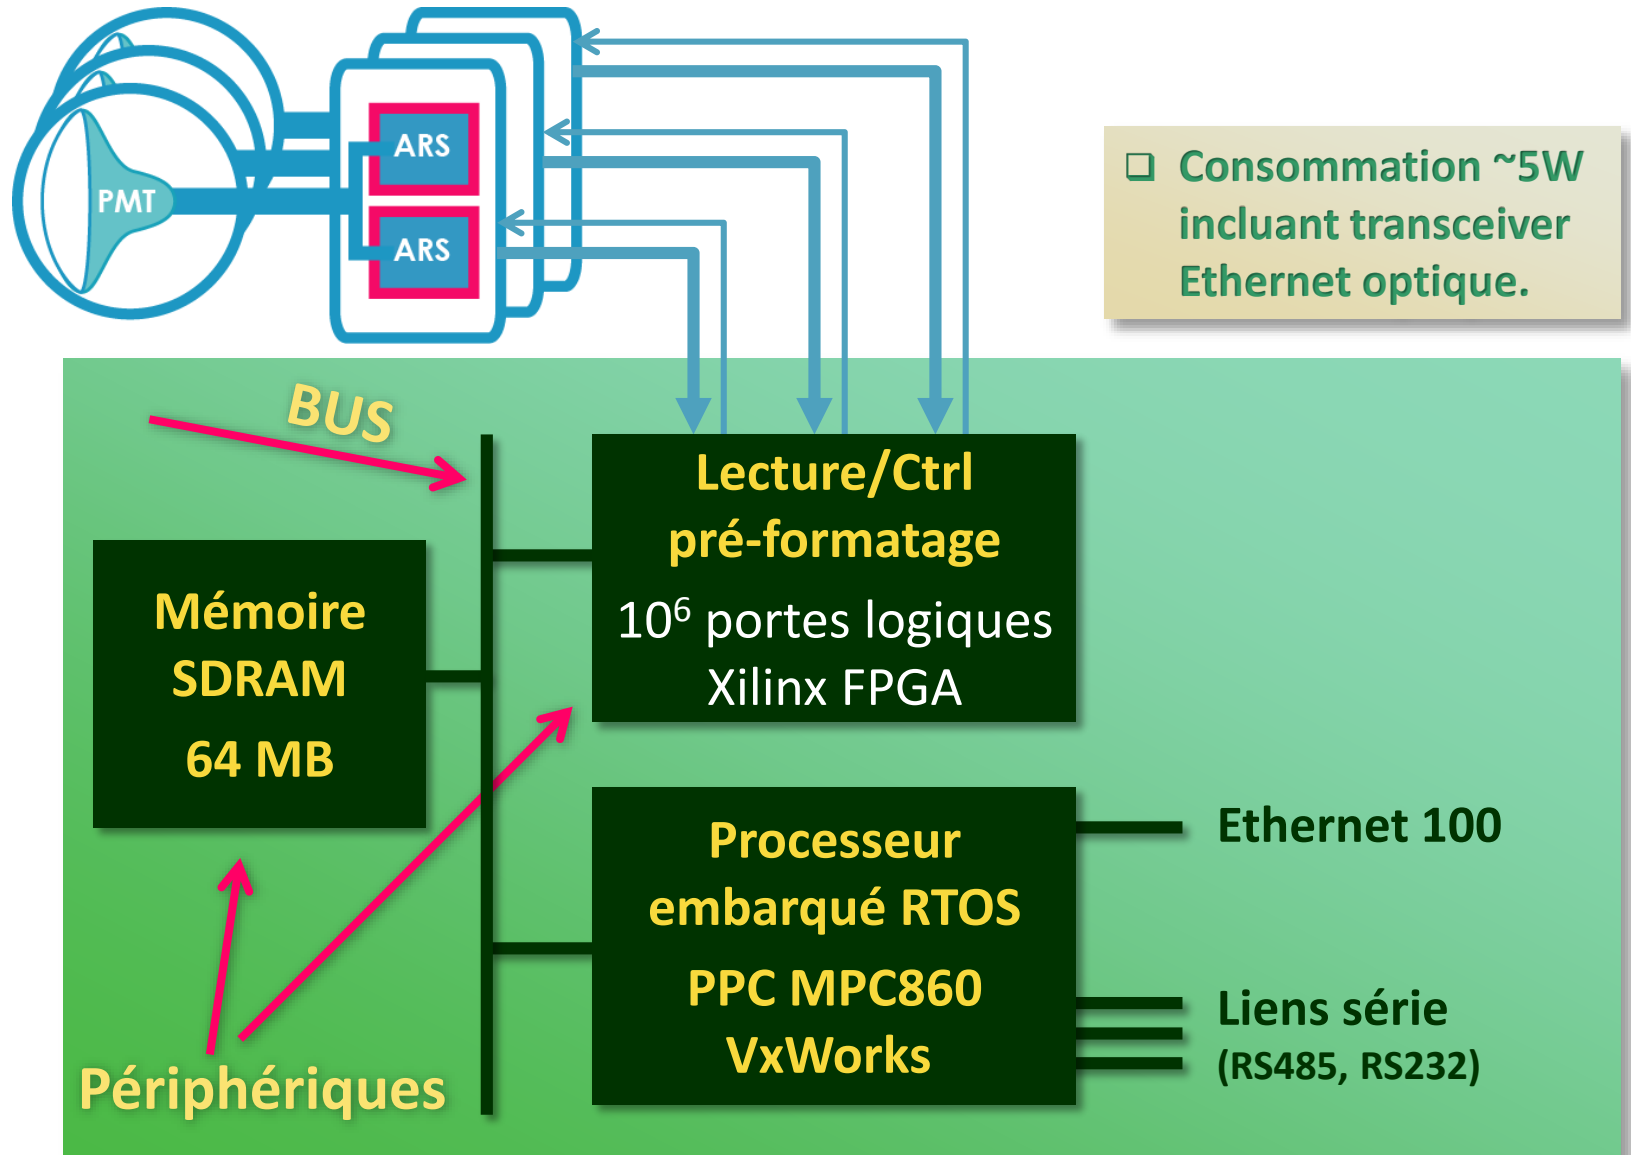 PMT
ARS
ARS
❑ Consommation ~5W
incluant transceiver
Ethernet optique.
BUS
Lecture/Ctrl
pré-formatage
10⁶ portes logiques
Xilinx FPGA
Mémoire
SDRAM
64 MB
Processeur
embarqué RTOS
PPC MPC860
VxWorks
Ethernet 100
Liens série
(RS485, RS232)
Périphériques